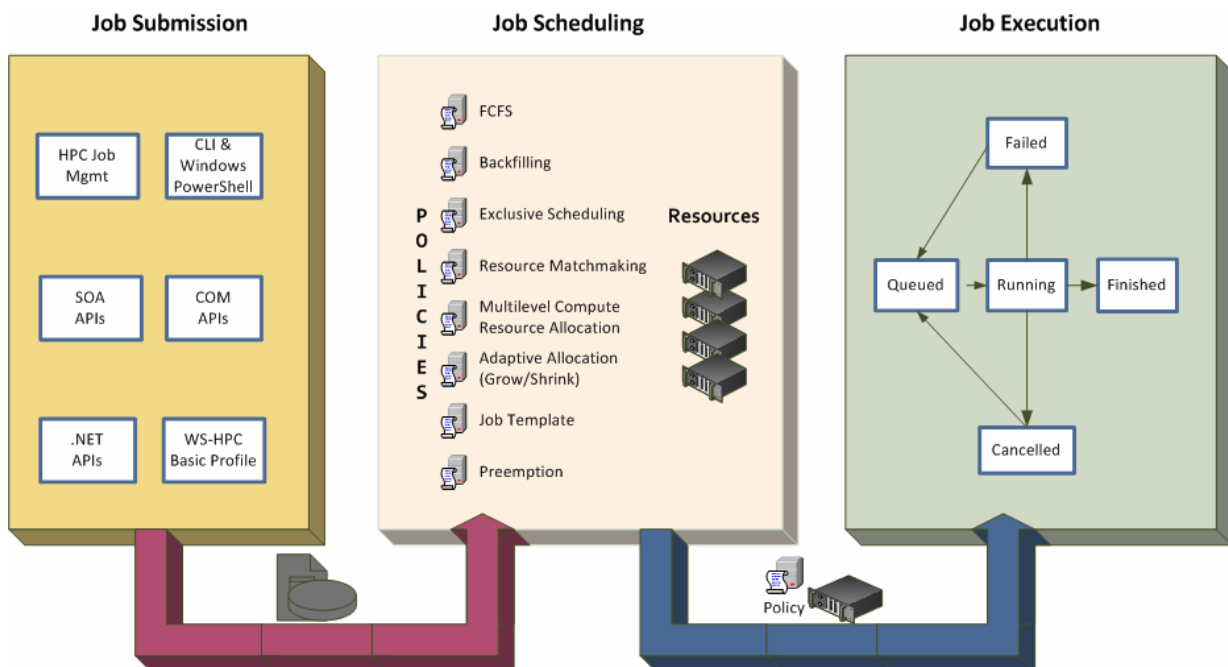 Job Submission
HPC Job
Mgmt
CLI &
Windows
PowerShell
SOA
APIs
COM
APIs
.NET
APIs
WS-HPC
Basic Profile
Job Scheduling
POLICIES
FCFS
Backfilling
Exclusive Scheduling
Resource Matchmaking
Multilevel Compute
Resource Allocation
Adaptive Allocation
(Grow/Shrink)
Job Template
Preemption
Resources
Policy
Job Execution
Failed
Queued
Running
Finished
Cancelled